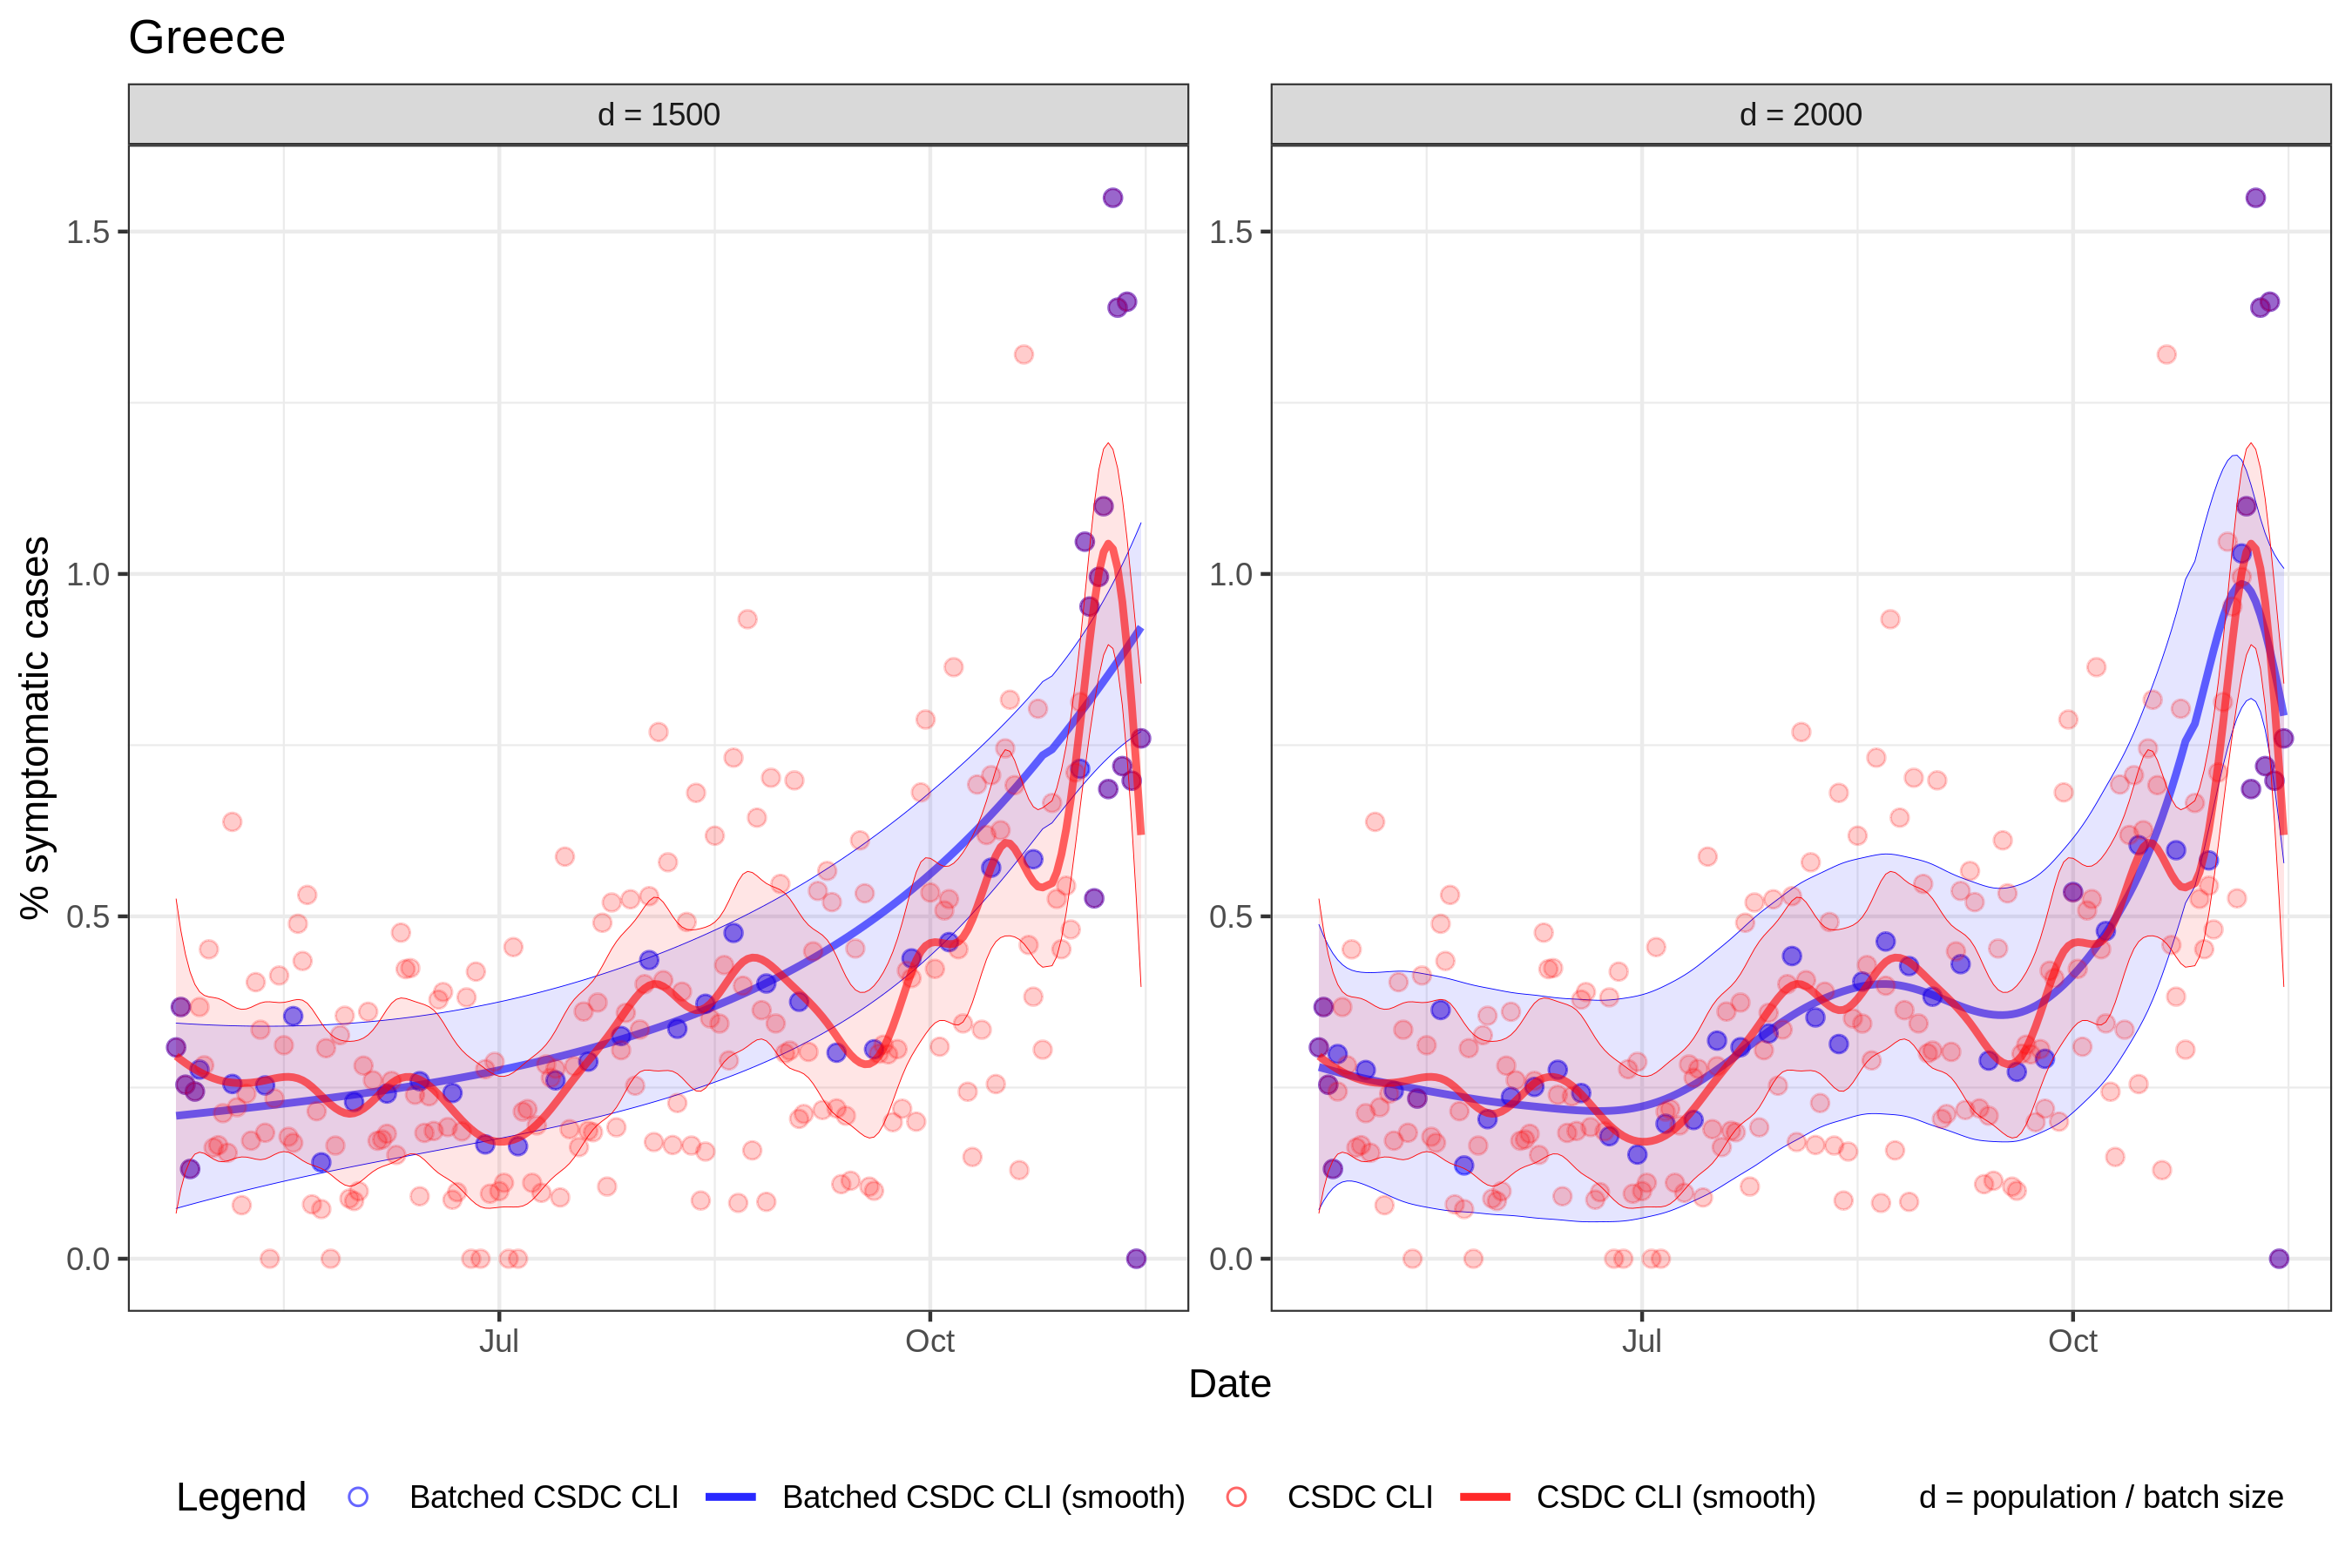 Greece
d = 1500
d = 2000
% symptomatic cases
1.5
1.0
0.5
0.0
1.5
1.0
0.5
0.0
Jul
Oct
Jul
Oct
Date
Legend
Batched CSDC CLI
Batched CSDC CLI (smooth)
CSDC CLI
CSDC CLI (smooth)
d = population / batch size